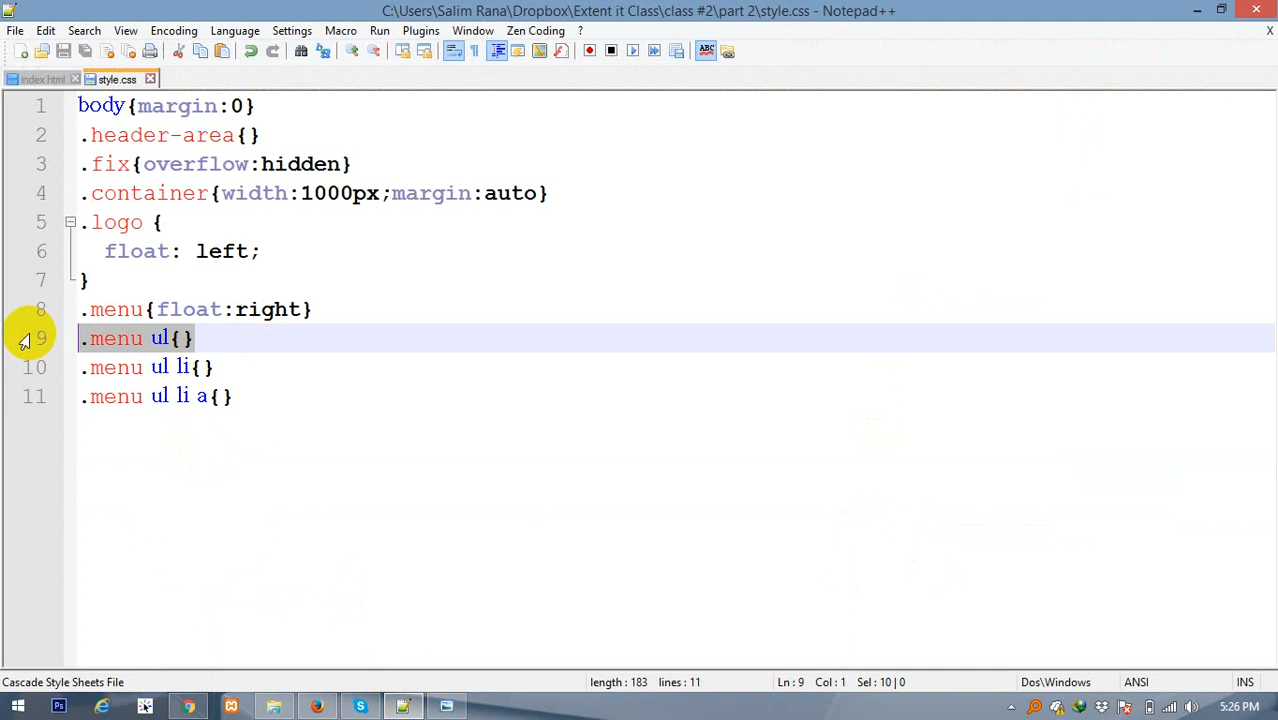 C:\Users\Salim Rana\Dropbox\Extent it Class\class #2\part 2\style.css - Notepad++
File Edit Search View Encoding Language Settings Macro Run Plugins Window Zen Coding ? X
ABC
index.html style.css
1 body{margin:0}
2 .header-area{}
3 .fix{overflow:hidden}
4 .container{width:1000px;margin:auto}
5 .logo {
6 float: left;
7 }
8 .menu{float:right}
9 .menu ul{}
10 .menu ul li{}
11 .menu ul li a{}
Cascade Style Sheets File length : 183 lines : 11 Ln : 9 Col : 1 Sel : 10 | 0 Dos\Windows ANSI INS
Ps 5:26 PM